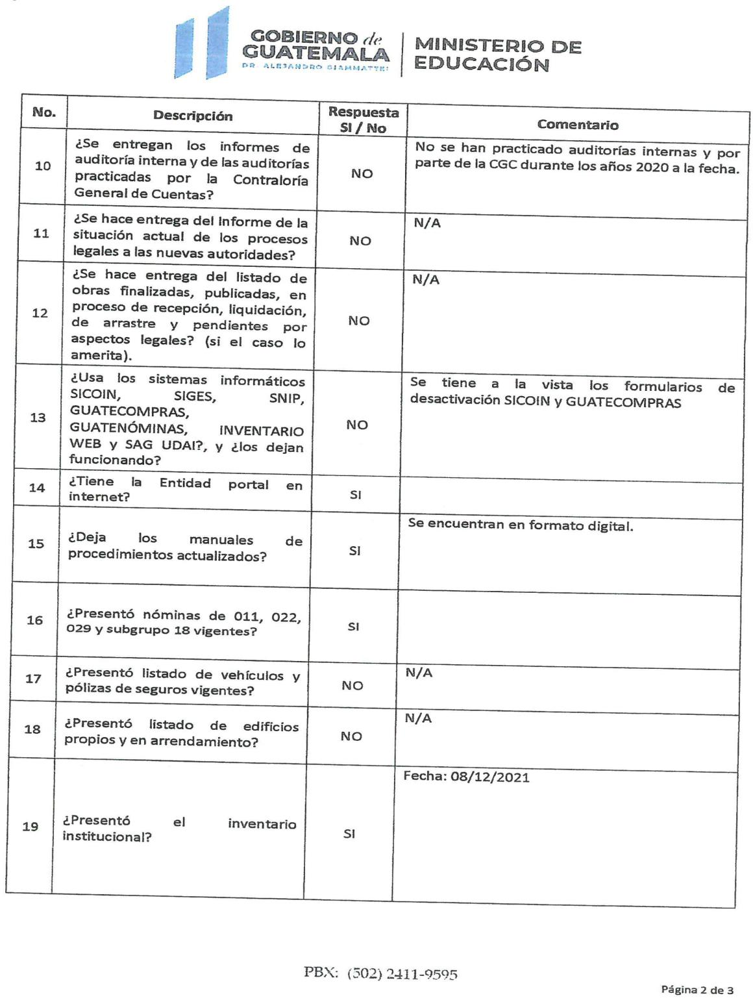 GOBIERNO de
GUATEMALA
DR. ALEJANDRO GIAMMATTEI
MINISTERIO DE
EDUCACIÓN
No.
Descripción
Respuesta
SI / No
Comentario
10
¿Se entregan los informes de
auditoría interna y de las auditorías
practicadas por la Contraloría
General de Cuentas?
NO
No se han practicado auditorías internas y por
parte de la CGC durante los años 2020 a la fecha.
11
¿Se hace entrega del Informe de la
situación actual de los procesos
legales a las nuevas autoridades?
NO
N/A
12
¿Se hace entrega del listado de
obras finalizadas, publicadas, en
proceso de recepción, liquidación,
de arrastre y pendientes por
aspectos legales? (si el caso lo
amerita).
NO
N/A
13
¿Usa los sistemas informáticos
SICOIN, SIGES, SNIP,
GUATECOMPRAS,
GUATENÓMINAS, INVENTARIO
WEB y SAG UDAI?, y ¿los dejan
funcionando?
NO
Se tiene a la vista los formularios de
desactivación SICOIN y GUATECOMPRAS
14
¿Tiene la Entidad portal en
internet?
SI
15
¿Deja los manuales de
procedimientos actualizados?
SI
Se encuentran en formato digital.
16
¿Presentó nóminas de 011, 022,
029 y subgrupo 18 vigentes?
SI
17
¿Presentó listado de vehículos y
pólizas de seguros vigentes?
NO
N/A
18
¿Presentó listado de edificios
propios y en arrendamiento?
NO
N/A
19
¿Presentó el inventario
institucional?
SI
Fecha: 08/12/2021
PBX: (502) 2411-9595
Página 2 de 3